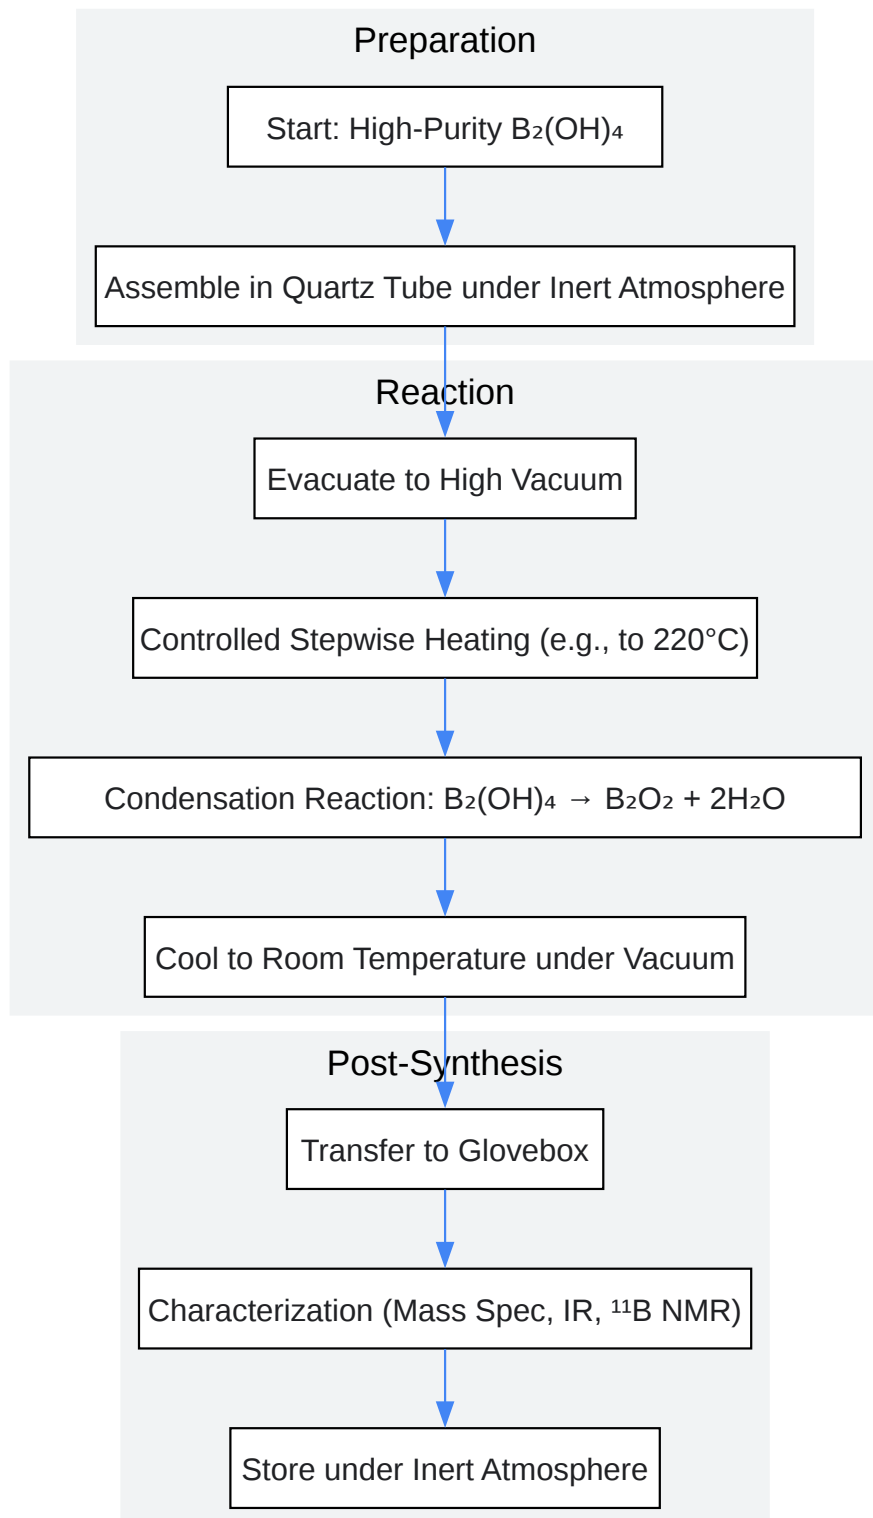 Preparation
Start: High-Purity B₂(OH)₄
Assemble in Quartz Tube under Inert Atmosphere
Reaction
Evacuate to High Vacuum
Controlled Stepwise Heating (e.g., to 220°C)
Condensation Reaction: B₂(OH)₄ → B₂O₂ + 2H₂O
Cool to Room Temperature under Vacuum
Post-Synthesis
Transfer to Glovebox
Characterization (Mass Spec, IR, ¹¹B NMR)
Store under Inert Atmosphere